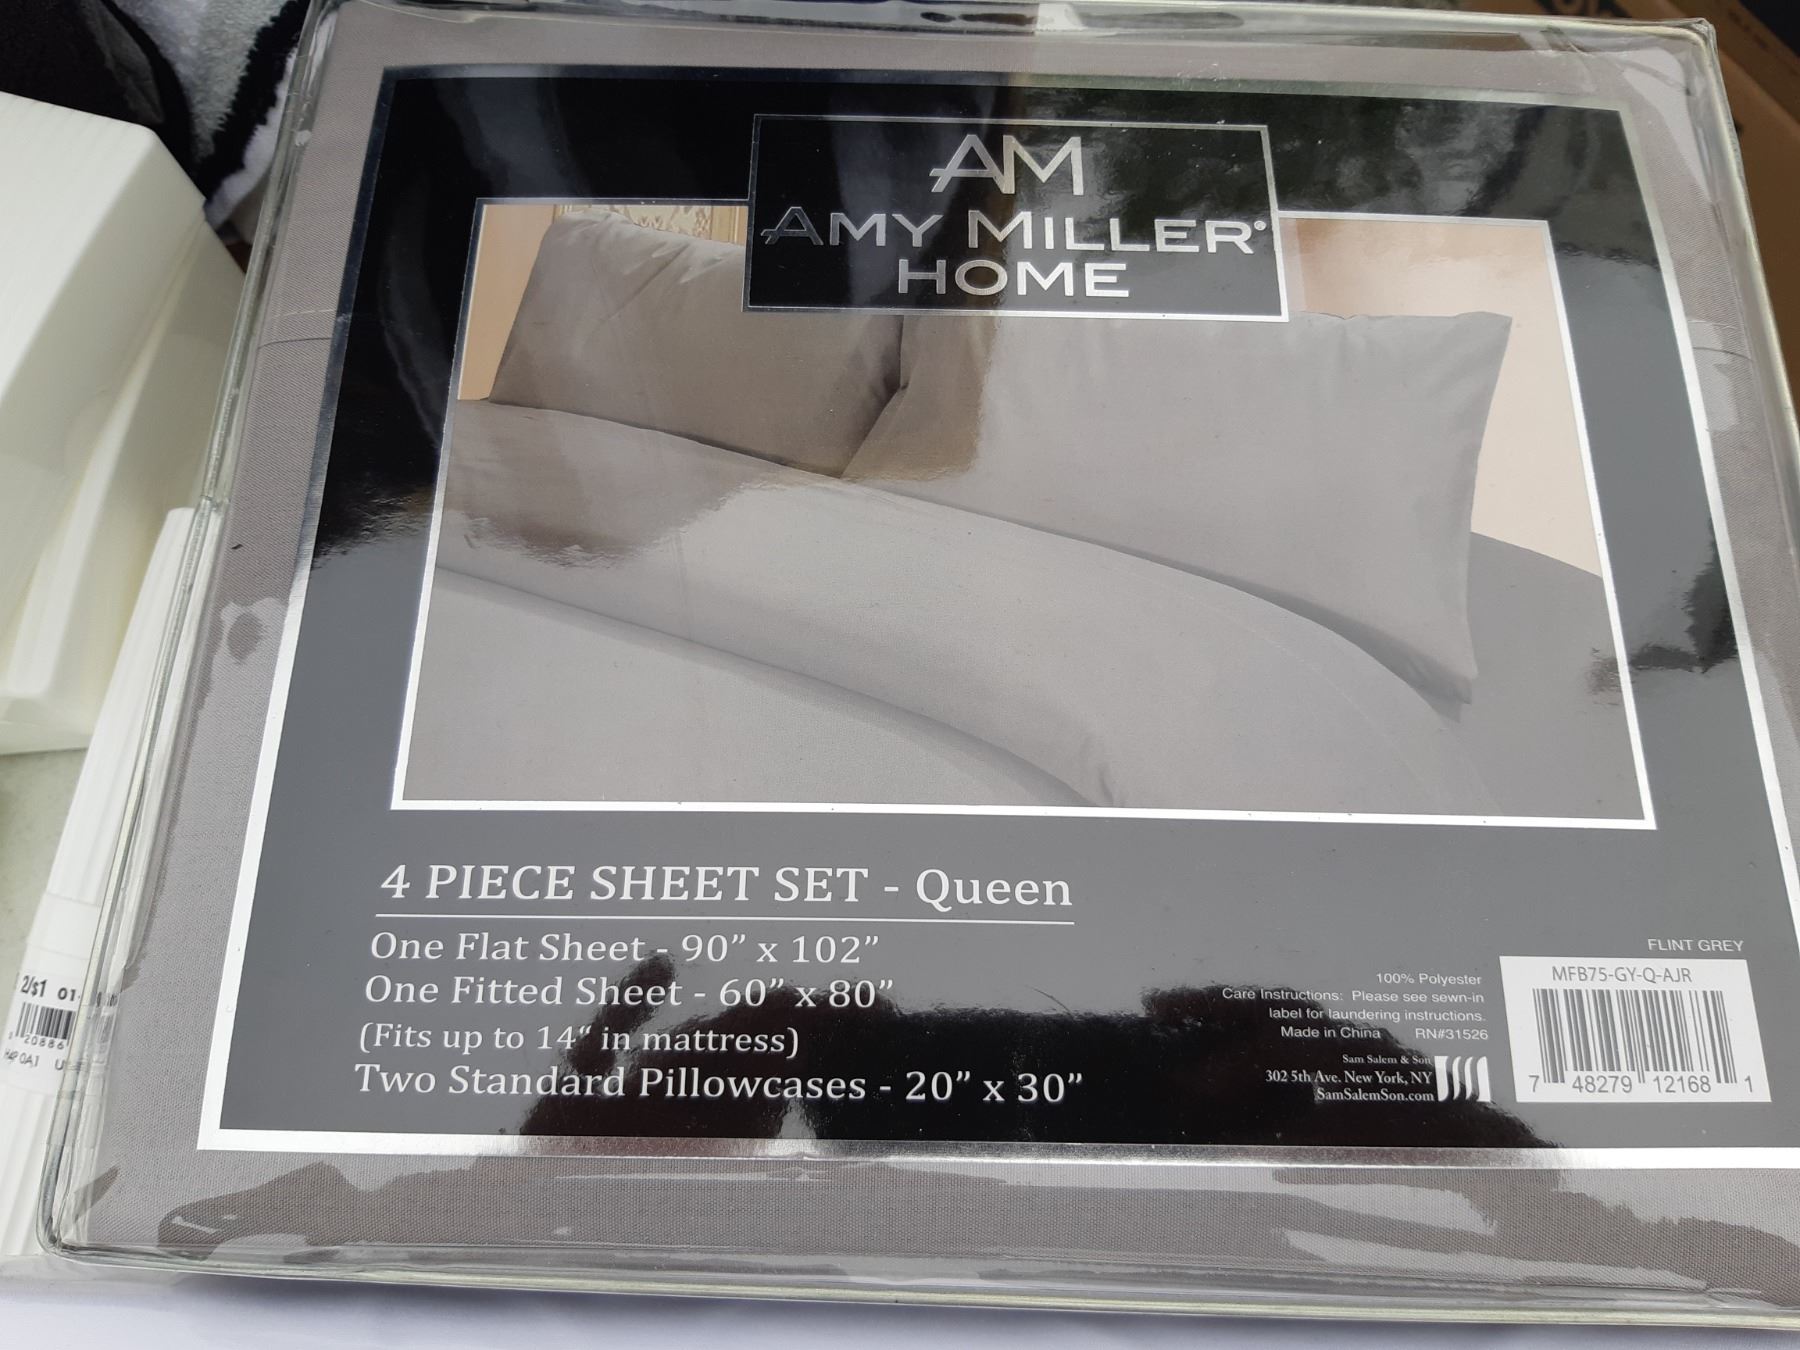 AM
AMY MILLER®
HOME
4 PIECE SHEET SET - Queen
One Flat Sheet - 90” x 102”
One Fitted Sheet - 60” x 80”
(Fits up to 14“ in mattress)
Two Standard Pillowcases - 20” x 30”
FLINT GREY
MFB75-GY-Q-AJR
100% Polyester
Care Instructions: Please see sewn-in
label for laundering instructions.
Made in China RN#31526
Sam Salem & Son
302 5th Ave. New York, NY
SamSalemSon.com
7 48279 12168 1
2/$1 01
20886